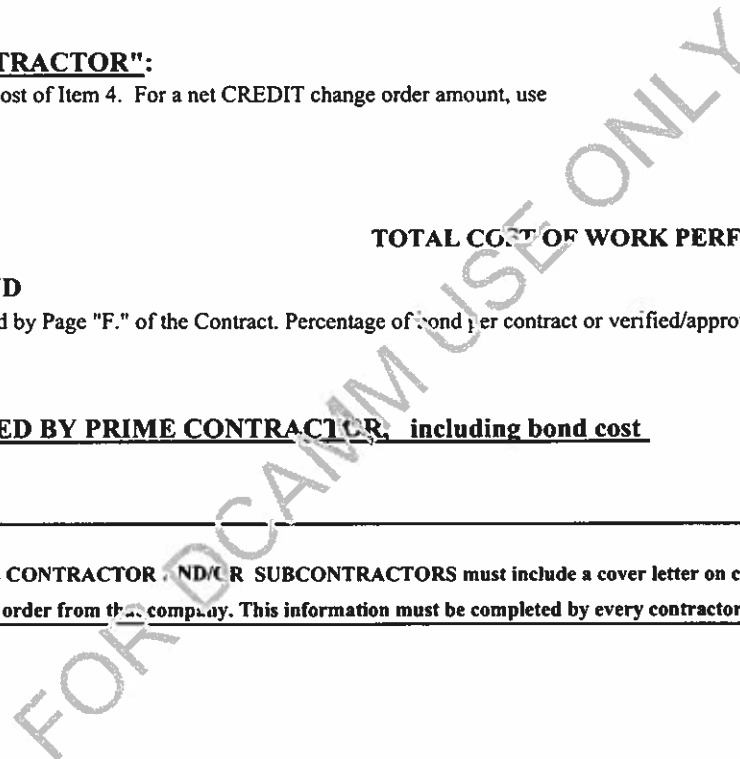 TRACTOR":
ost of Item 4. For a net CREDIT change order amount, use
TOTAL COST OF WORK PERF
ND
d by Page "F." of the Contract. Percentage of bond per contract or verified/approv
ED BY PRIME CONTRACTOR, including bond cost
CONTRACTOR AND/OR SUBCONTRACTORS must include a cover letter on c
order from that company. This information must be completed by every contractor
FOR DCAMM USE ONLY